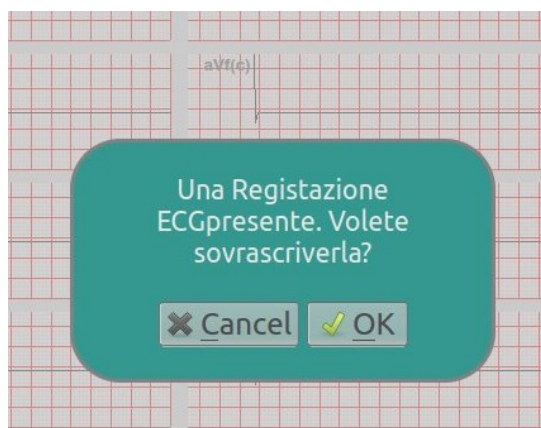 aVf(c)
Una Registazione
ECGpresente. Volete
sovrascriverla?
Cancel
OK